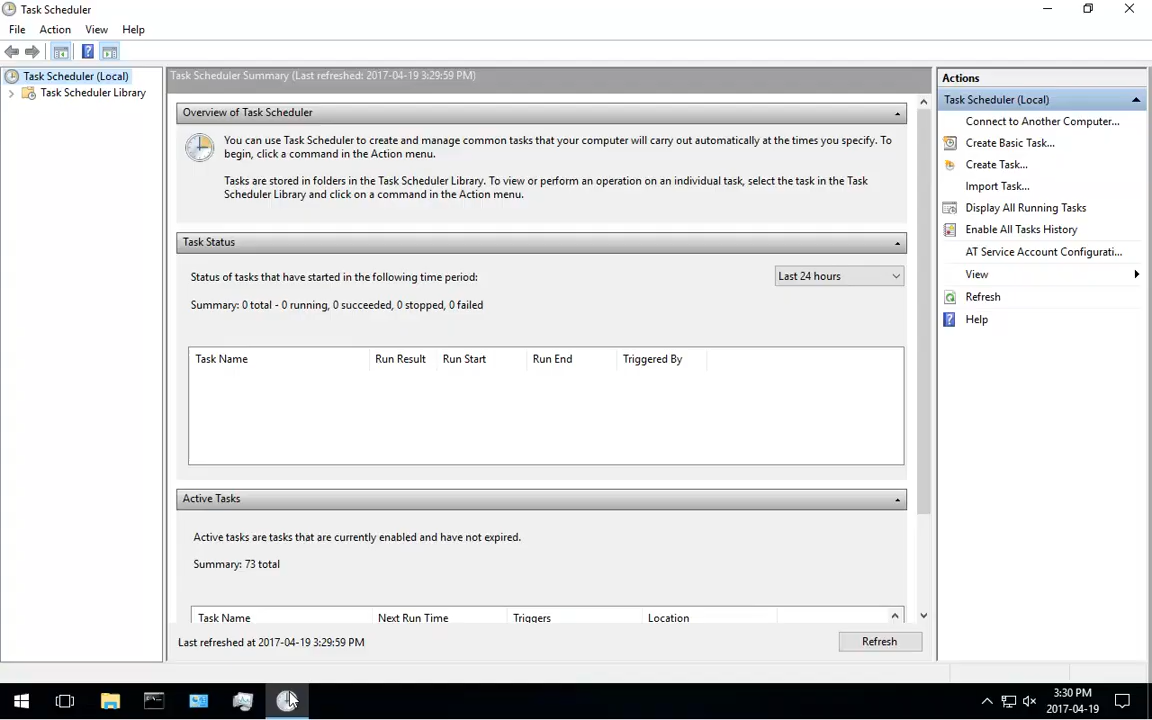 Task Scheduler
File Action View Help
Task Scheduler (Local)
Task Scheduler Library
Task Scheduler Summary (Last refreshed: 2017-04-19 3:29:59 PM)
Overview of Task Scheduler
You can use Task Scheduler to create and manage common tasks that your computer will carry out automatically at the times you specify. To
begin, click a command in the Action menu.
Tasks are stored in folders in the Task Scheduler Library. To view or perform an operation on an individual task, select the task in the Task
Scheduler Library and click on a command in the Action menu.
Task Status
Status of tasks that have started in the following time period:
Last 24 hours
Summary: 0 total - 0 running, 0 succeeded, 0 stopped, 0 failed
Task Name Run Result Run Start Run End Triggered By
Active Tasks
Active tasks are tasks that are currently enabled and have not expired.
Summary: 73 total
Task Name Next Run Time Triggers Location
Last refreshed at 2017-04-19 3:29:59 PM
Refresh
Actions
Task Scheduler (Local)
Connect to Another Computer...
Create Basic Task...
Create Task...
Import Task...
Display All Running Tasks
Enable All Tasks History
AT Service Account Configurati...
View
Refresh
Help
3:30 PM
2017-04-19